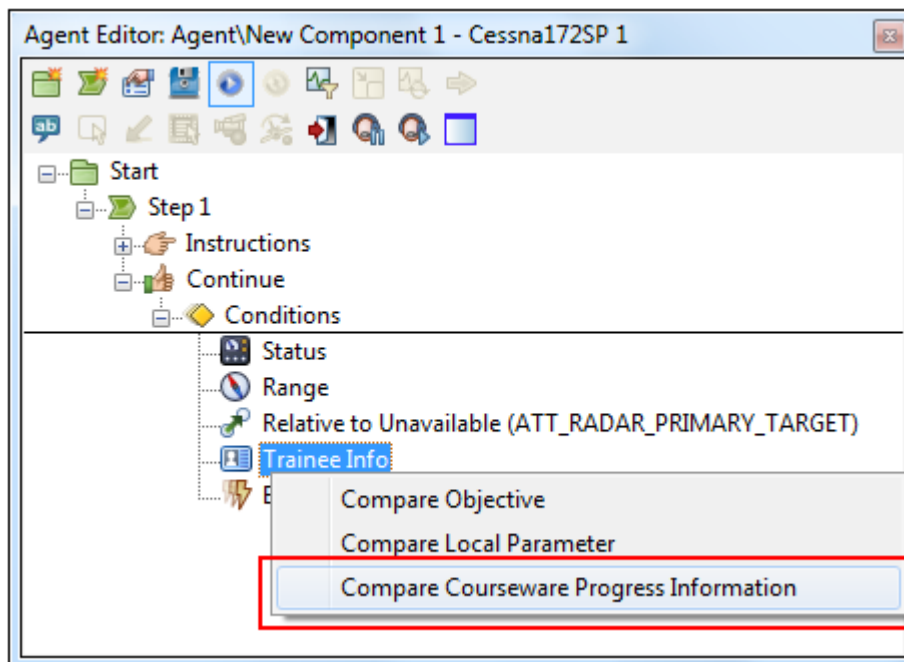 Agent Editor: Agent\New Component 1 - Cessna172SP 1
ab
Start
Step 1
Instructions
Continue
Conditions
Status
Range
Relative to Unavailable (ATT_RADAR_PRIMARY_TARGET)
Trainee Info
Compare Objective
Compare Local Parameter
Compare Courseware Progress Information